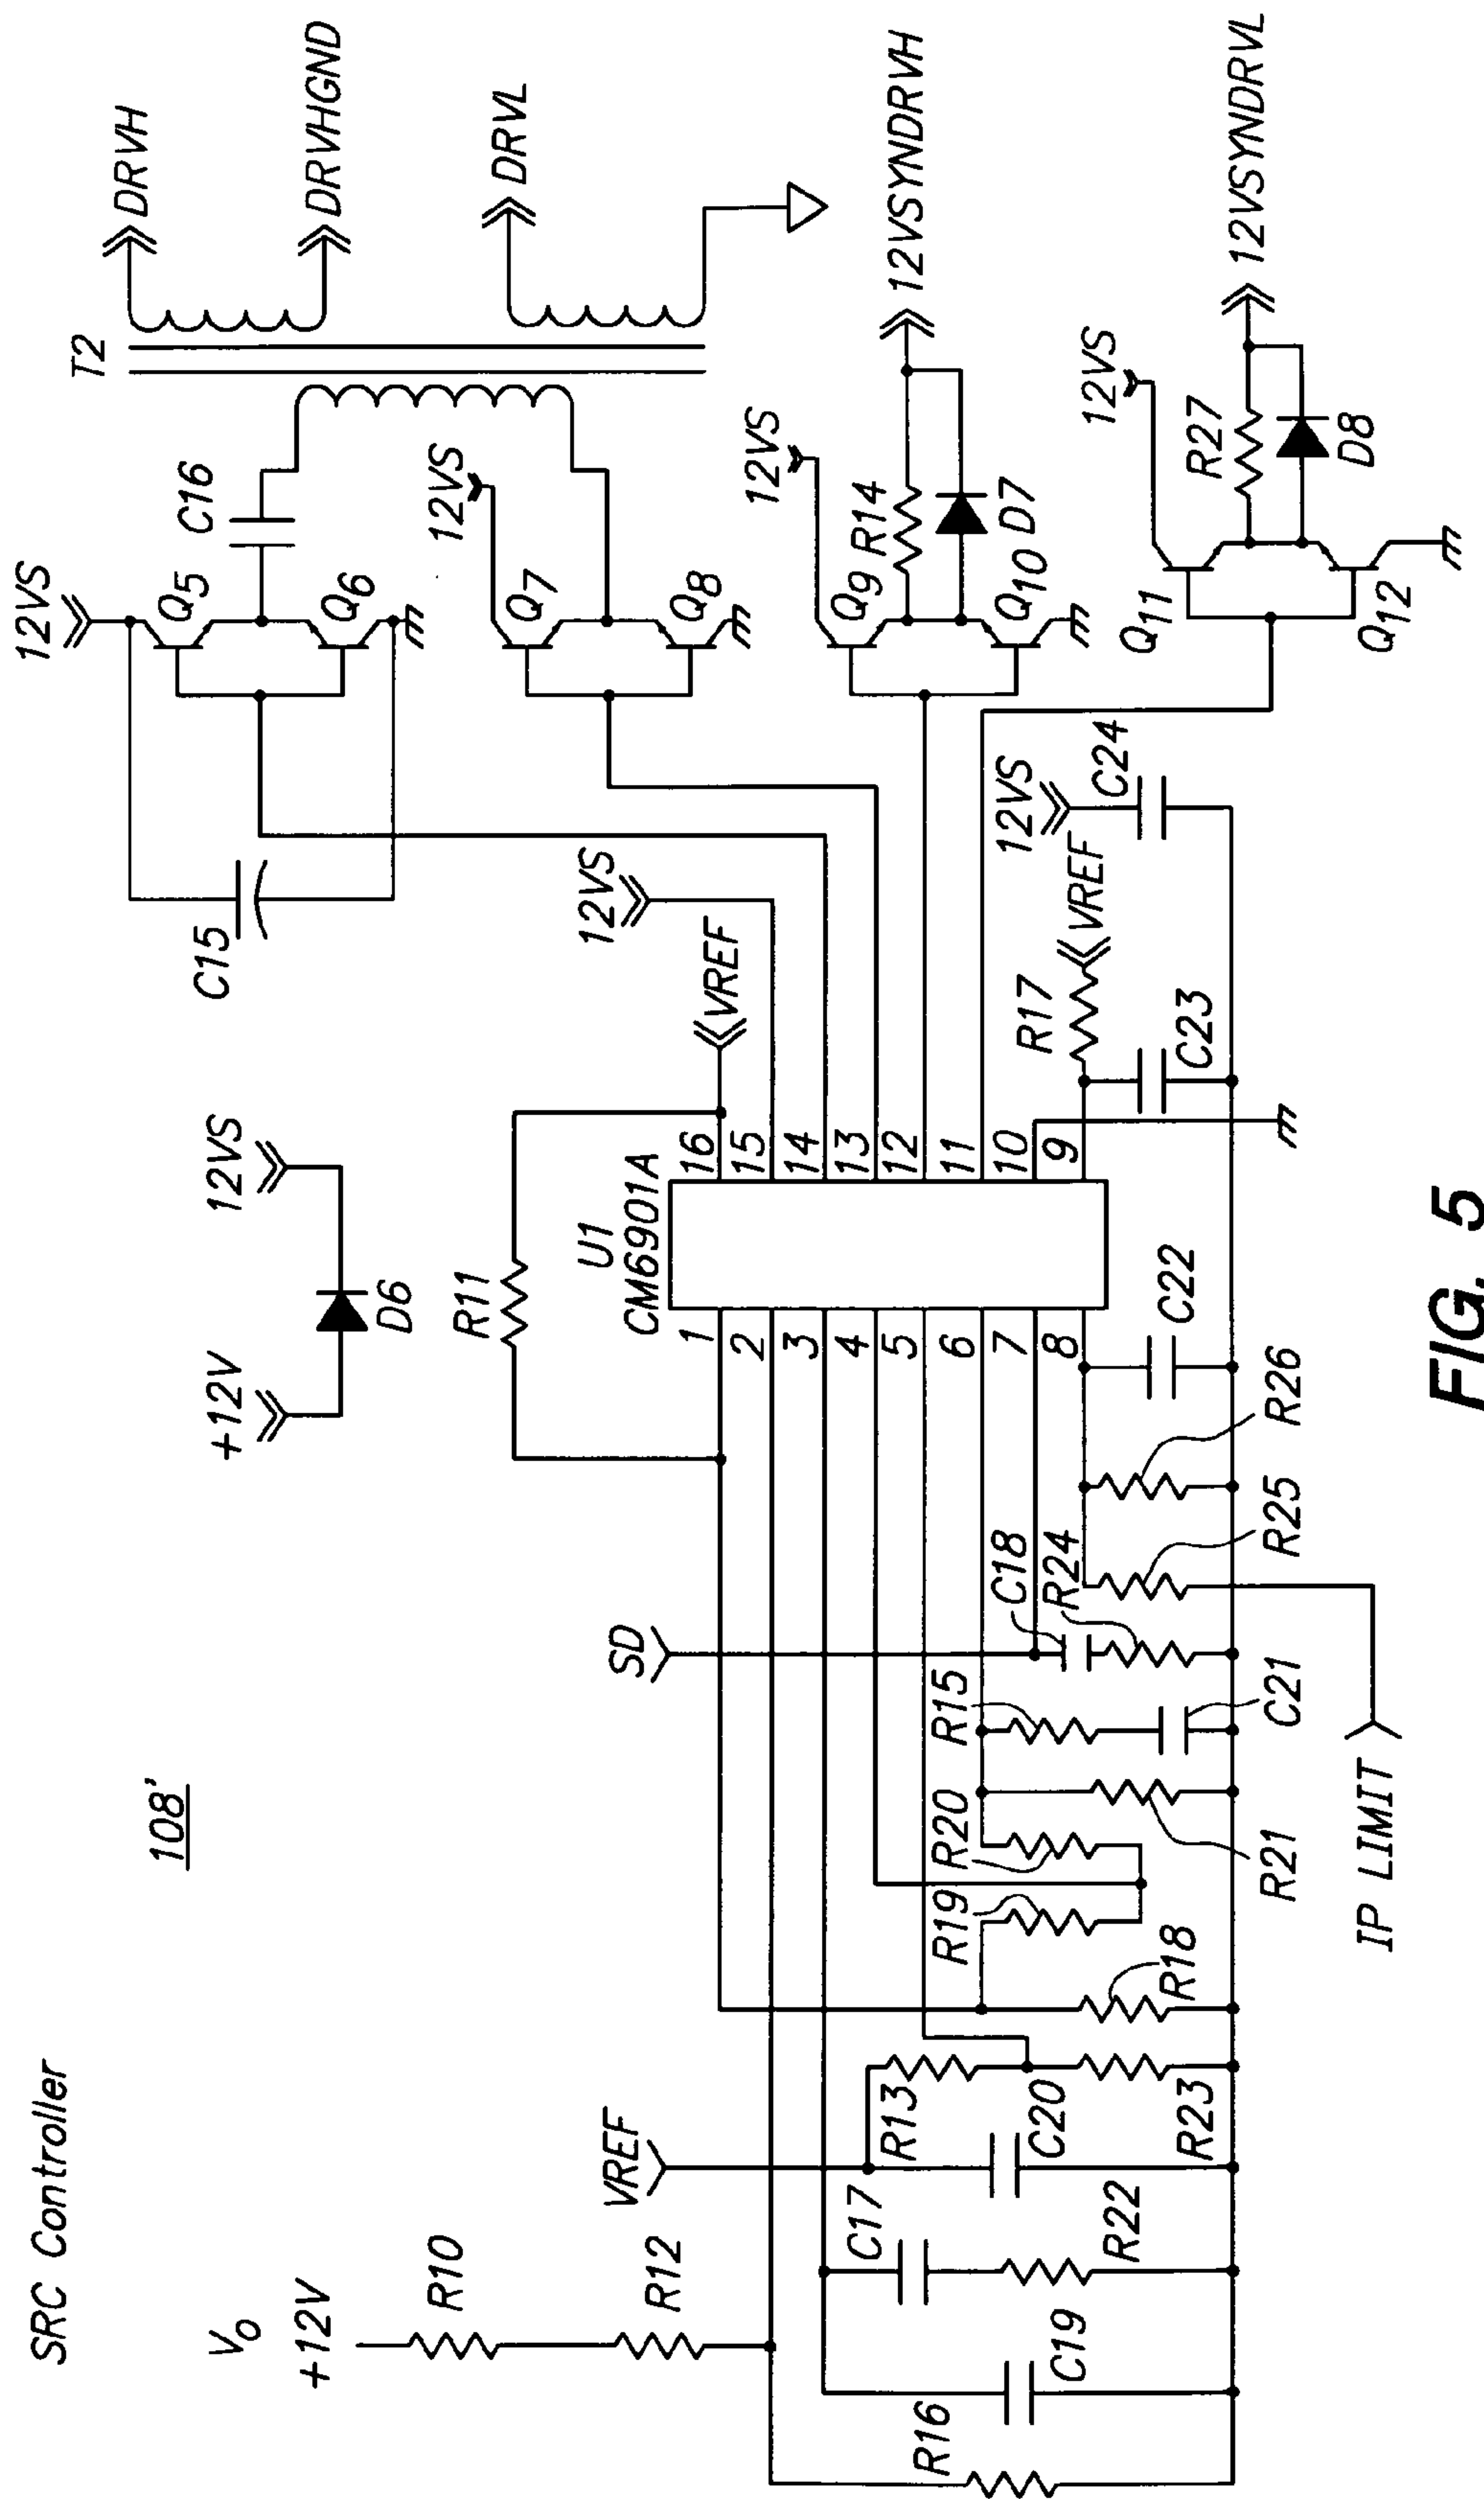 SRC Controller
108'
Vo
+12V
R10
R12
VREF
C17
R22
C19
R16
R13
C20
R23
R18
R19
R20
R21
R15
C21
SD
C18
R24
R25
R26
C22
IP LIMIT
+12V
12VS
D6
R11
U1
CM6901A
1
2
3
4
5
6
7
8
16
15
14
13
12
11
10
9
VREF
12VS
C15
R17
C23
VREF
12VS
C24
12VS
Q5
Q6
C16
12VS
Q7
Q8
T2
DRVH
DRVHGND
DRVL
12VS
Q9
R14
Q10
D7
12VSYNDRVH
12VS
Q11
R27
Q12
D8
12VSYNDRVL
FIG. 5